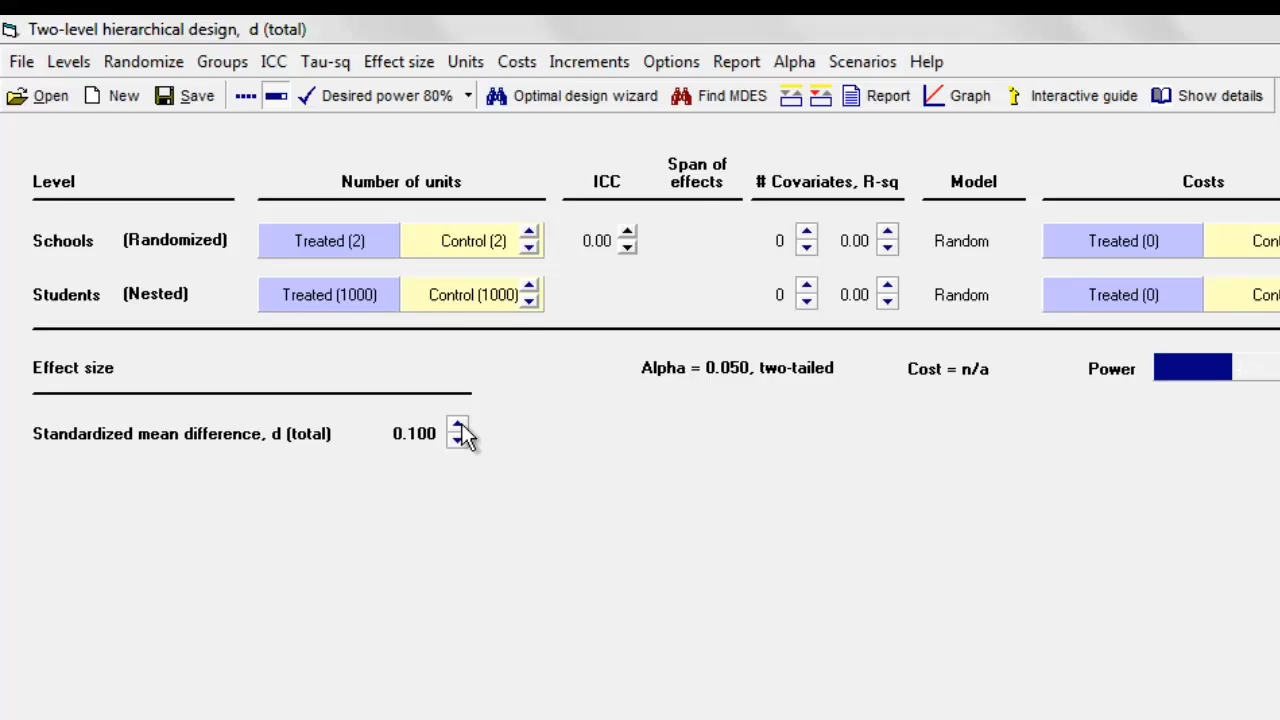 Two-level hierarchical design, d (total)
File Levels Randomize Groups ICC Tau-sq Effect size Units Costs Increments Options Report Alpha Scenarios Help
Open New Save Desired power 80% Optimal design wizard Find MDES Report Graph Interactive guide Show details
Level Number of units ICC Span of effects # Covariates, R-sq Model Costs
Schools (Randomized) Treated (2) Control (2) 0.00 0 0.00 Random Treated (0) Con
Students (Nested) Treated (1000) Control (1000) 0 0.00 Random Treated (0) Con
Effect size Alpha = 0.050, two-tailed Cost = n/a Power
Standardized mean difference, d (total) 0.100